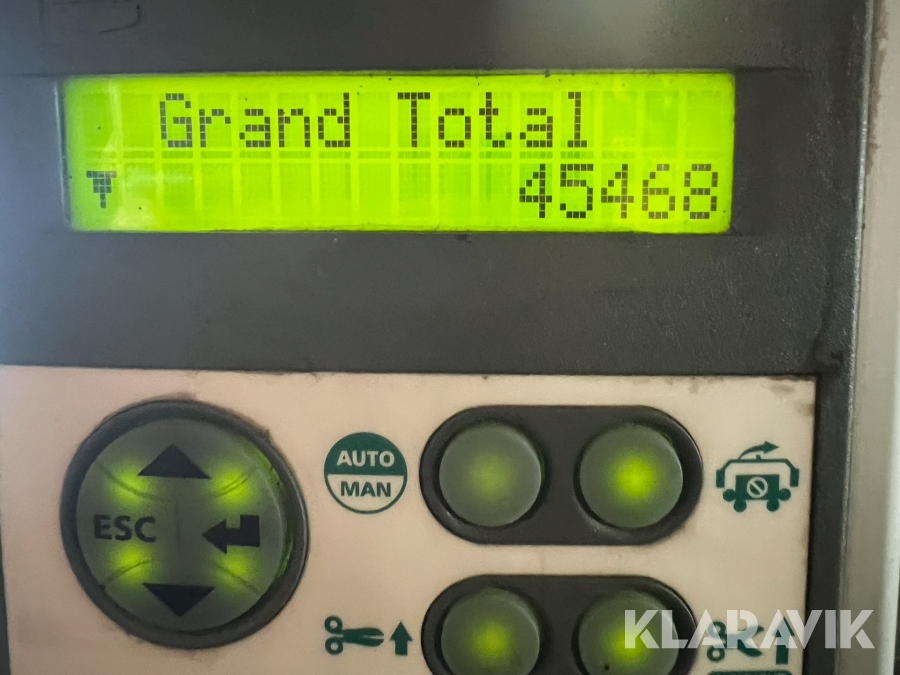 Grand Total
45468
AUTO
MAN
ESC
KLARAVIK